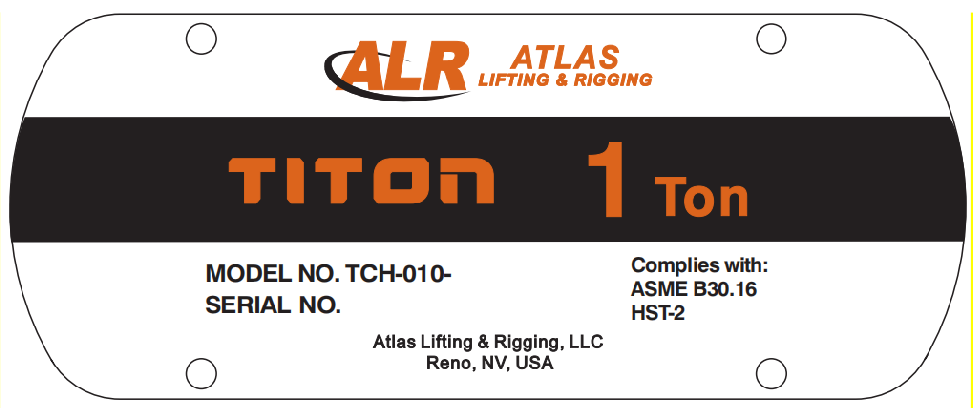 ALR ATLAS
LIFTING & RIGGING
TITON 1 Ton
MODEL NO. TCH-010-
SERIAL NO.
Complies with:
ASME B30.16
HST-2
Atlas Lifting & Rigging, LLC
Reno, NV, USA